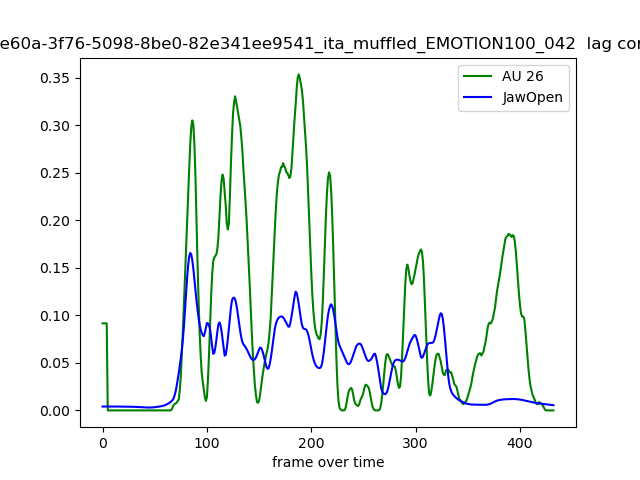 e60a-3f76-5098-8be0-82e341ee9541_ita_muffled_EMOTION100_042 lag
AU 26
JawOpen
0.35
0.30
0.25
0.20
0.15
0.10
0.05
0.00
0 100 200 300 400
frame over time